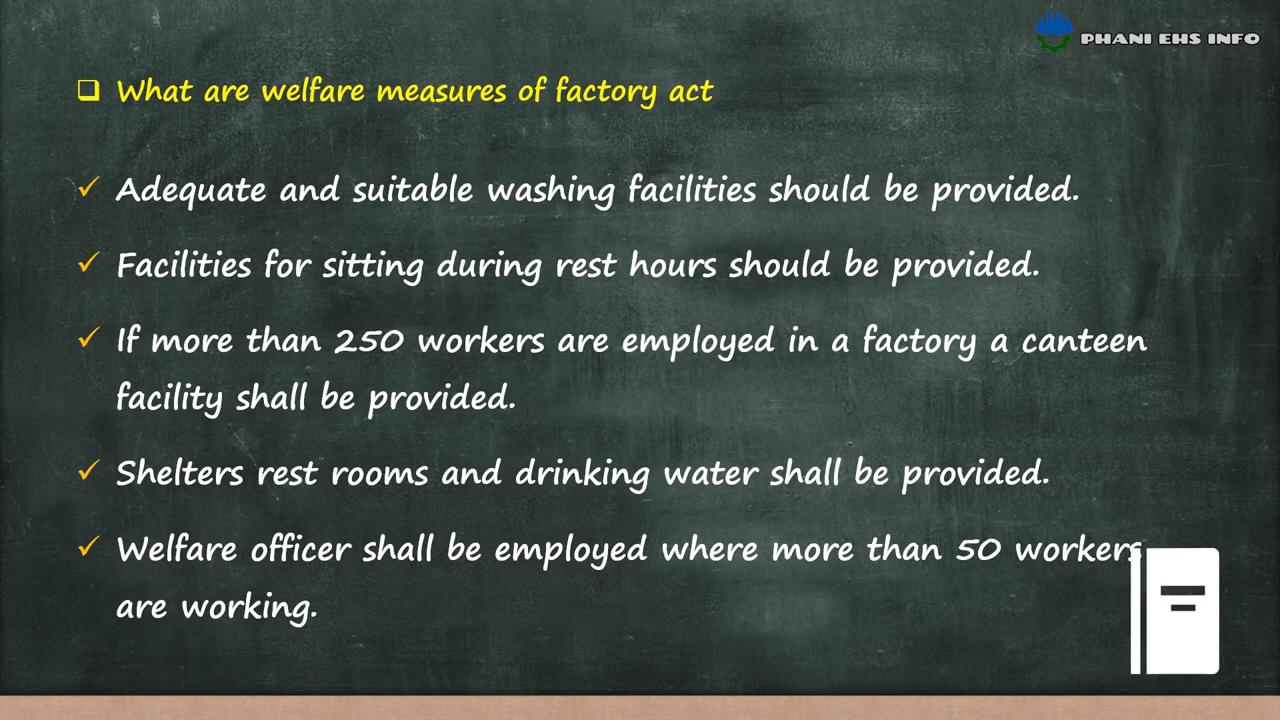 PHANI EHS INFO
What are welfare measures of factory act
Adequate and suitable washing facilities should be provided.
Facilities for sitting during rest hours should be provided.
If more than 250 workers are employed in a factory a canteen
facility shall be provided.
Shelters rest rooms and drinking water shall be provided.
Welfare officer shall be employed where more than 50 workers
are working.